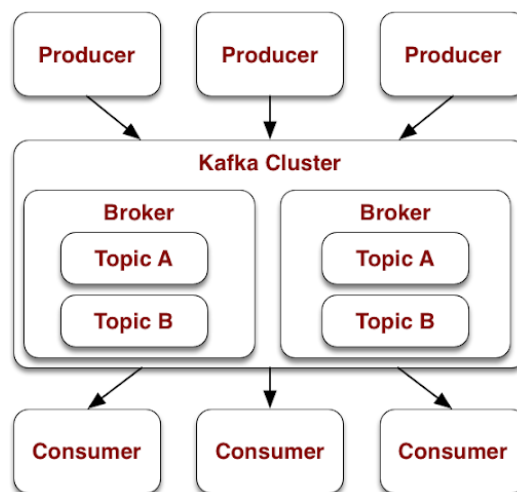 Producer Producer Producer
Kafka Cluster
Broker Broker
Topic A Topic A
Topic B Topic B
Consumer Consumer Consumer